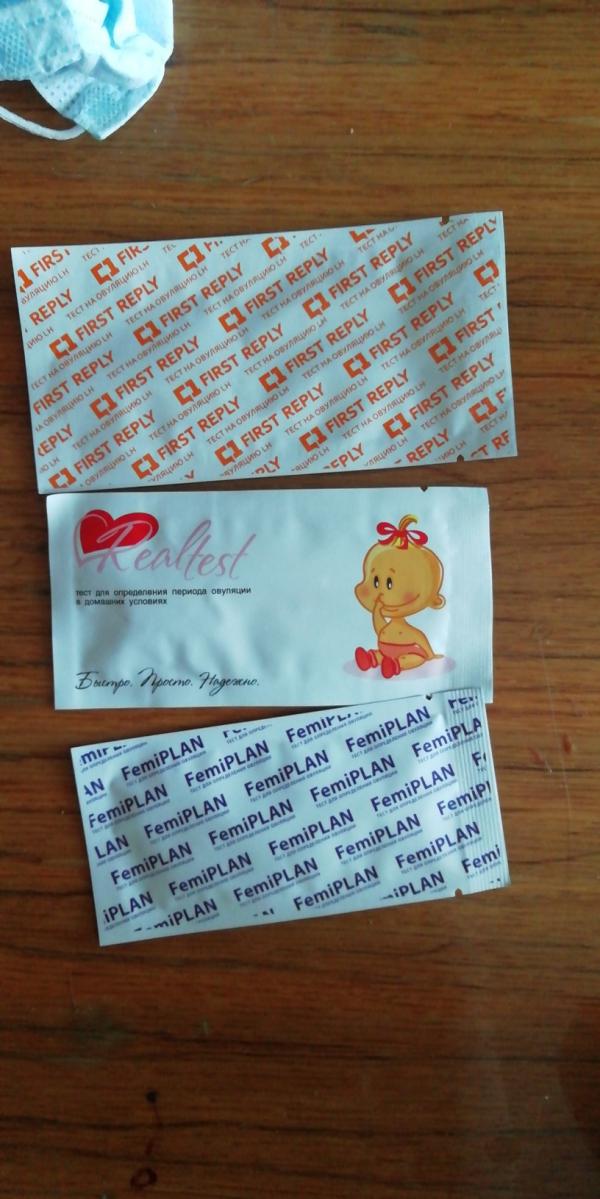 FIRST REPLY
ТЕСТ НА ОВУЛЯЦИЮ LH
Realtest
тест для определения периода овуляции
в домашних условиях
Быстро. Просто. Надежно.
FemiPLAN
ТЕСТ ДЛЯ ОПРЕДЕЛЕНИЯ ОВУЛЯЦИИ